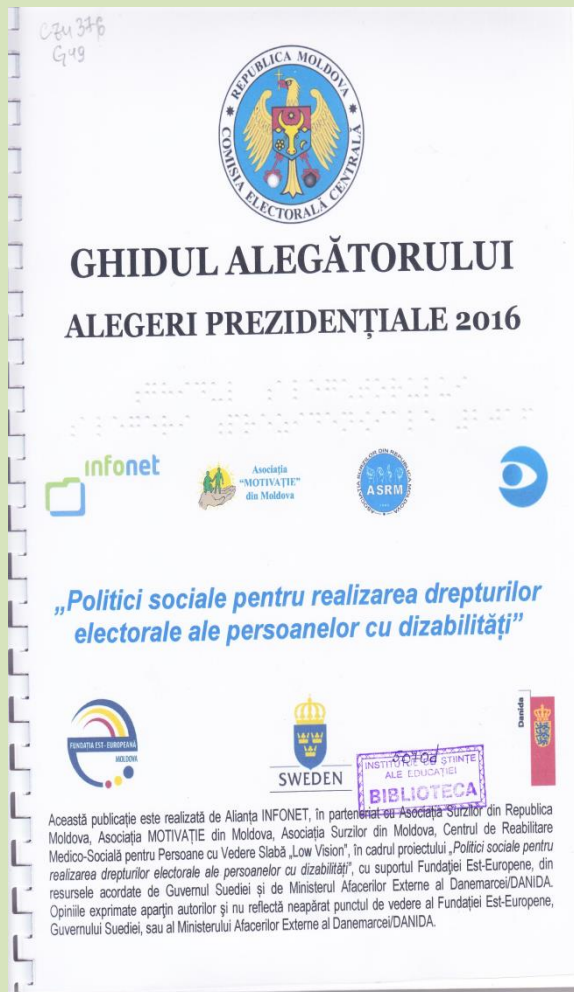 CZU 376
G49
REPUBLICA MOLDOVA
COMISIA ELECTORALĂ CENTRALĂ
GHIDUL ALEGĂTORULUI
ALEGERI PREZIDENȚIALE 2016
infonet
Asociația
"MOTIVAȚIE"
din Moldova
ASOCIAȚIA SURZILOR DIN REPUBLICA MOLDOVA
ASRM
„Politici sociale pentru realizarea drepturilor
electorale ale persoanelor cu dizabilități”
FUNDAȚIA EST-EUROPEANĂ
MOLDOVA
SWEDEN
Danida
INSTITUTUL DE ȘTIINȚE
ALE EDUCAȚIEI
BIBLIOTECA
Această publicație este realizată de Alianța INFONET, în parteneriat cu Asociația Surzilor din Republica
Moldova, Asociația MOTIVAȚIE din Moldova, Asociația Surzilor din Moldova, Centrul de Reabilitare
Medico-Socială pentru Persoane cu Vedere Slabă „Low Vision”, în cadrul proiectului „Politici sociale pentru
realizarea drepturilor electorale ale persoanelor cu dizabilități”, cu suportul Fundației Est-Europene, din
resursele acordate de Guvernul Suediei și de Ministerul Afacerilor Externe al Danemarcei/DANIDA.
Opiniile exprimate aparțin autorilor și nu reflectă neapărat punctul de vedere al Fundației Est-Europene,
Guvernului Suediei, sau al Ministerului Afacerilor Externe al Danemarcei/DANIDA.